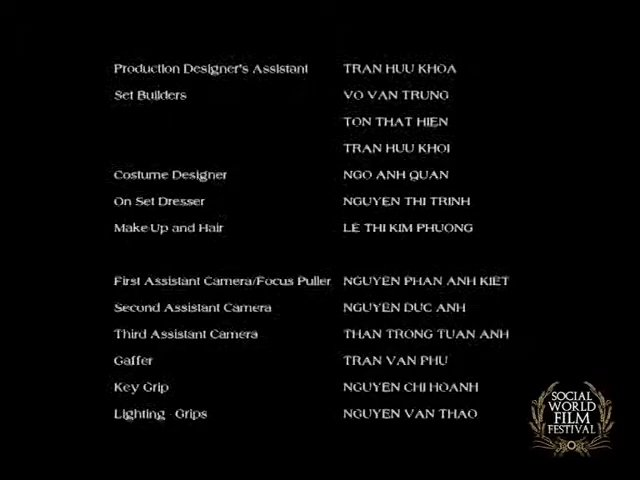 Production Designer's Assistant TRAN HUU KHOA
Set Builders VO VAN TRUNG
TON THAT HIEN
TRAN HUU KHOI
Costume Designer NGO ANH QUAN
On Set Dresser NGUYEN THI TRINH
Make-Up and Hair LE THI KIM PHUONG
First Assistant Camera/Focus Puller NGUYEN PHAN ANH KIET
Second Assistant Camera NGUYEN DUC ANH
Third Assistant Camera THAN TRONG TUAN ANH
Gaffer TRAN VAN PHU
Key Grip NGUYEN CHI HOANH
Lighting - Grips NGUYEN VAN THAO
SOCIAL
WORLD
FILM
FESTIVAL